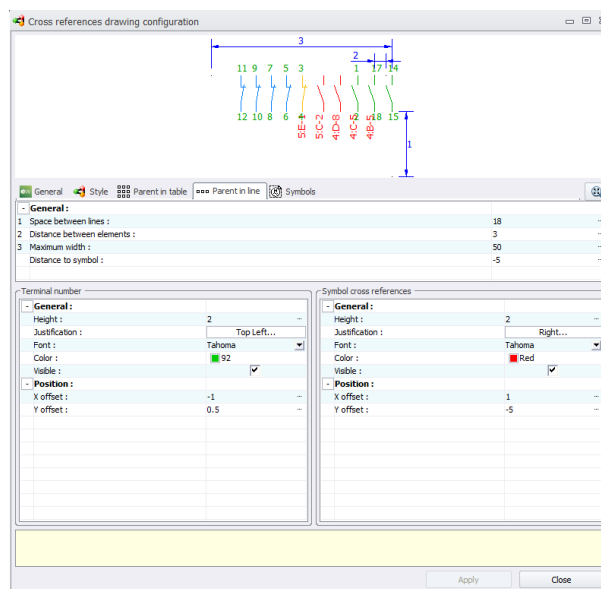 Cross references drawing configuration
3
2
11 9 7 5 3 1 17 14
12 10 8 6 4 2 18 15
5:E-1 5:C-2 4:D-8 4:C-5 4:B-5
1
General Style Parent in table Parent in line Symbols
General :
1 Space between lines : 18
2 Distance between elements : 3
3 Maximum width : 50
Distance to symbol : -5
Terminal number
General :
Height : 2
Justification : Top Left...
Font : Tahoma
Color : 92
Visible :
Position :
X offset : -1
Y offset : 0.5
Symbol cross references
General :
Height : 2
Justification : Right...
Font : Tahoma
Color : Red
Visible :
Position :
X offset : 1
Y offset : -5
Apply Close